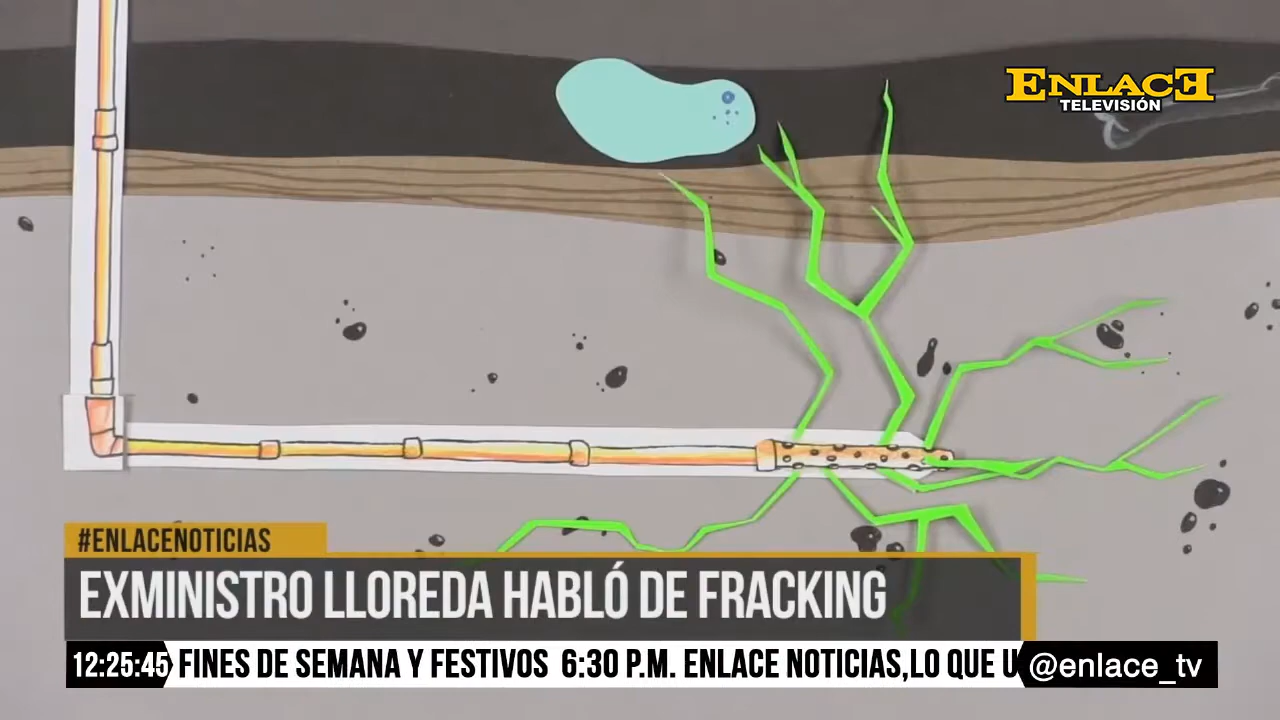 ENLACE
TELEVISIÓN
#ENLACENOTICIAS
EXMINISTRO LLOREDA HABLÓ DE FRACKING
12:25:45 FINES DE SEMANA Y FESTIVOS 6:30 P.M. ENLACE NOTICIAS,LO QUE @enlace_tv